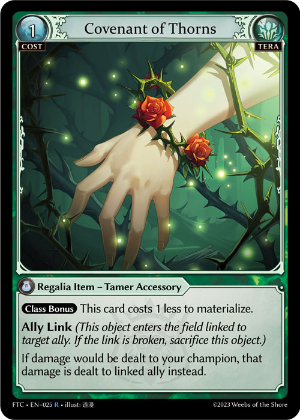 1
Covenant of Thorns
COST
TERA
Regalia Item – Tamer Accessory
Class Bonus This card costs 1 less to materialize.
Ally Link (This object enters the field linked to
target ally. If the link is broken, sacrifice this object.)
If damage would be dealt to your champion, that
damage is dealt to linked ally instead.
FTC • EN-025 R • illust:
©2023 Weebs of the Shore